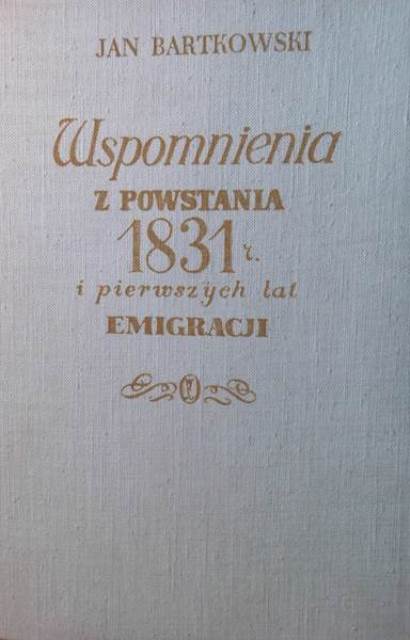 JAN BARTKOWSKI
Wspomnienia
Z POWSTANIA
1831 r.
i pierwszych lat
EMIGRACJI